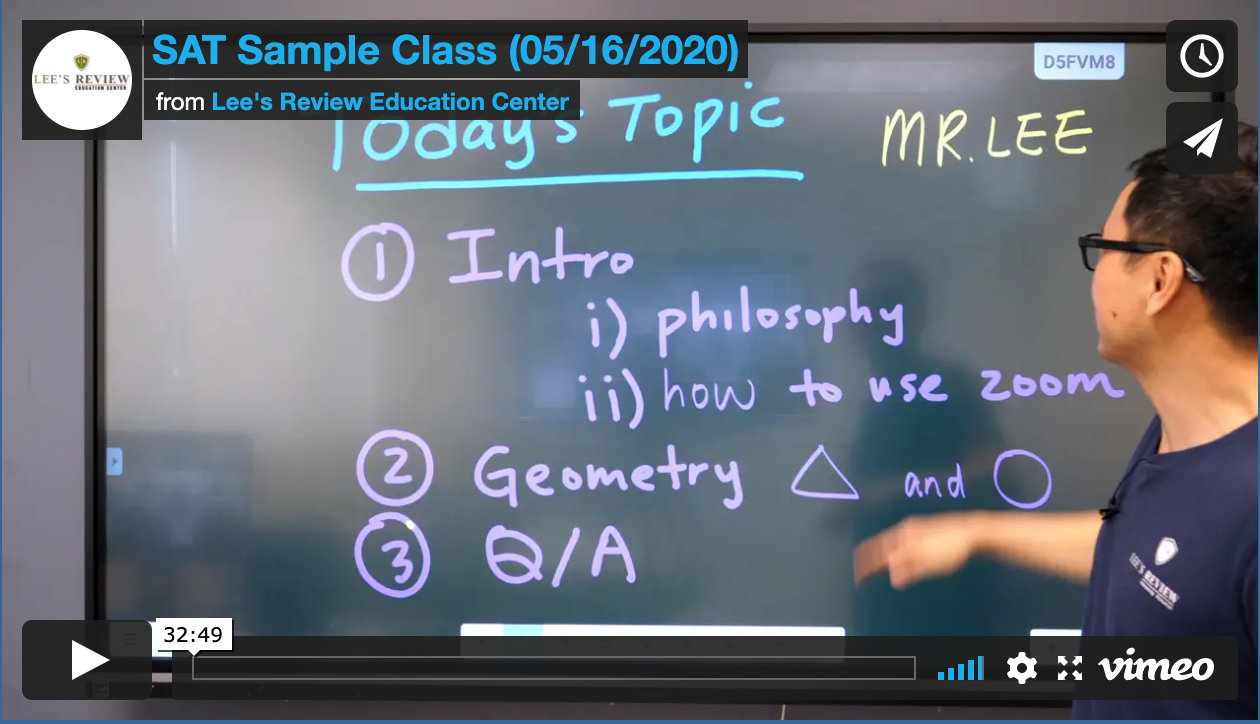 SAT Sample Class (05/16/2020)
from Lee's Review Education Center
LEE'S REVIEW
EDUCATION CENTER
D5FVM8
Today's Topic
MR. LEE
① Intro
i) philosophy
ii) how to use zoom
② Geometry △ and ○
③ Q/A
LEE'S REVIEW
32:49
vimeo